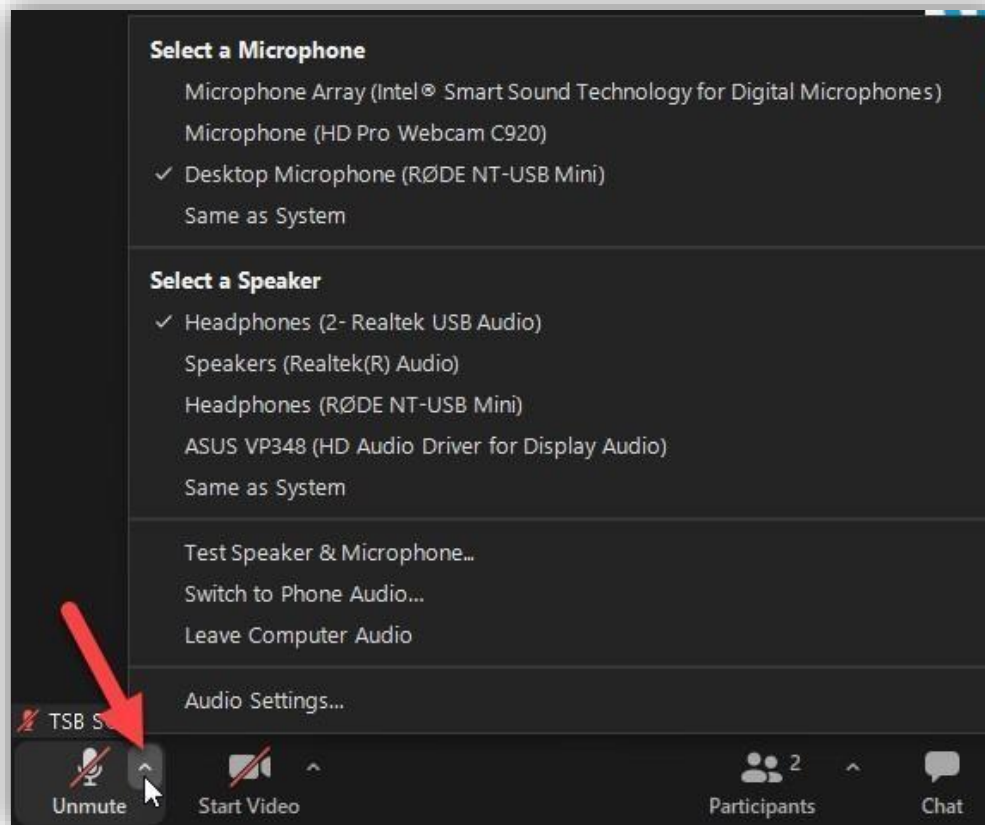 Select a Microphone
Microphone Array (Intel® Smart Sound Technology for Digital Microphones)
Microphone (HD Pro Webcam C920)
Desktop Microphone (RØDE NT-USB Mini)
Same as System
Select a Speaker
Headphones (2- Realtek USB Audio)
Speakers (Realtek(R) Audio)
Headphones (RØDE NT-USB Mini)
ASUS VP348 (HD Audio Driver for Display Audio)
Same as System
Test Speaker & Microphone...
Switch to Phone Audio...
Leave Computer Audio
Audio Settings...
TSB
2
Unmute Start Video Participants Chat